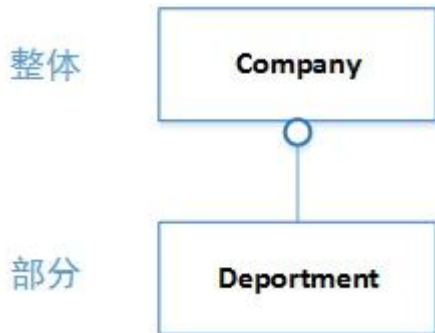 整体
Company
部分
Deportment